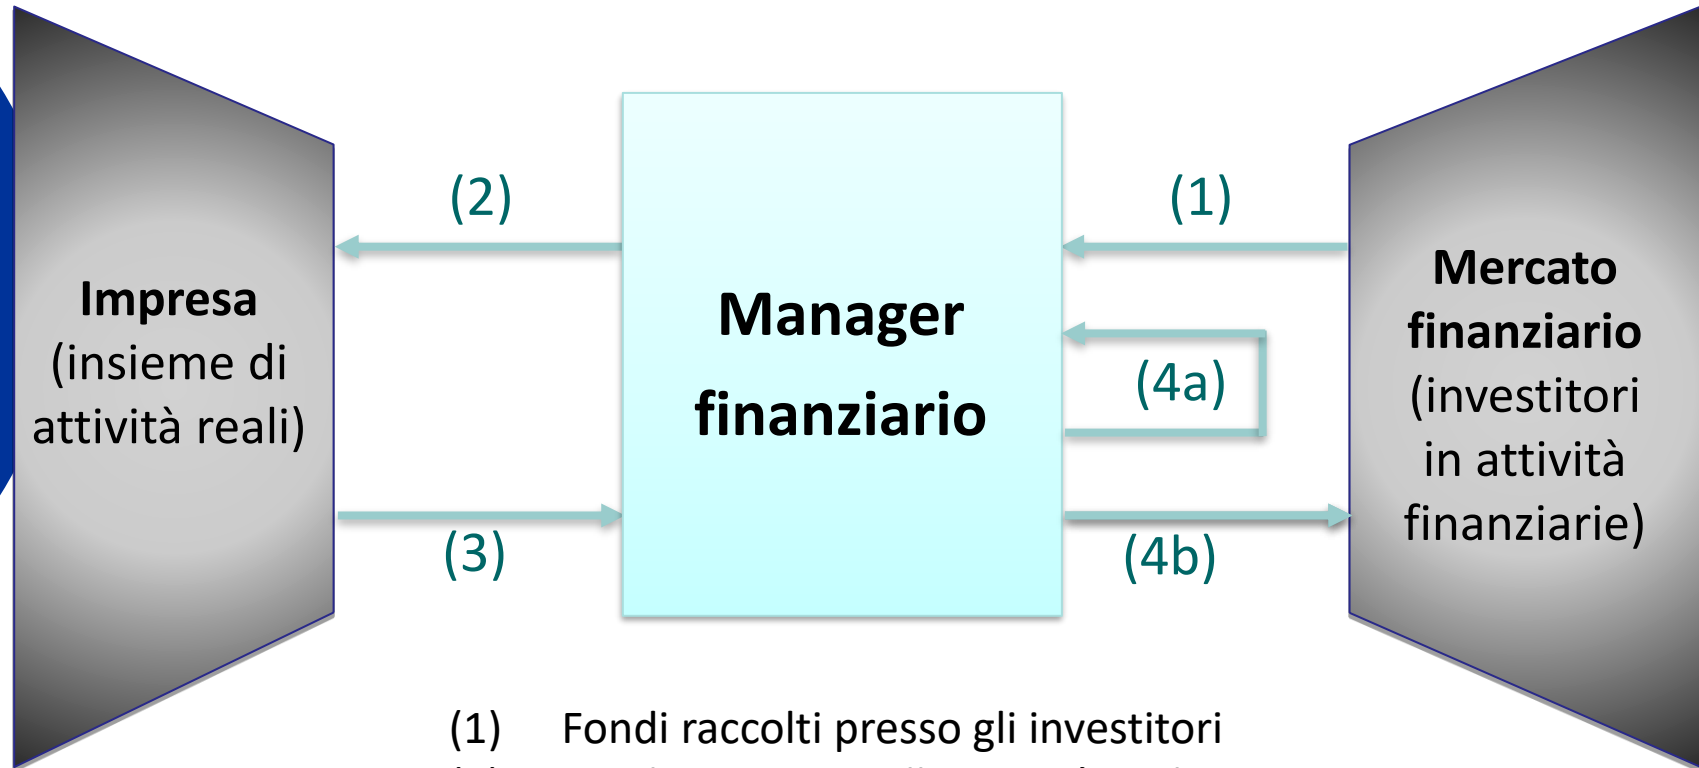 Impresa
(insieme di
attività reali)
(2)
(3)
Manager
finanziario
(1)
(4a)
(4b)
Mercato
finanziario
(investitori
in attività
finanziarie)
(1) Fondi raccolti presso gli investitori